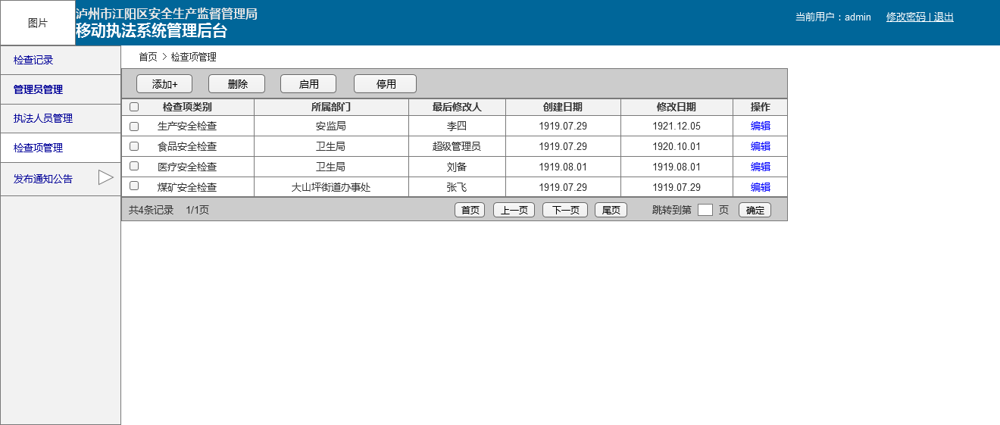 图片
泸州市江阳区安全生产监督管理局
移动执法系统管理后台
当前用户：admin 修改密码 | 退出
检查记录
管理员管理
执法人员管理
检查项管理
发布通知公告
首页 > 检查项管理
添加+ 删除 启用 停用
检查项类别 所属部门 最后修改人 创建日期 修改日期 操作
生产安全检查 安监局 李四 1919.07.29 1921.12.05 编辑
食品安全检查 卫生局 超级管理员 1919.07.29 1920.10.01 编辑
医疗安全检查 卫生局 刘备 1919.08.01 1919.08.01 编辑
煤矿安全检查 大山坪街道办事处 张飞 1919.07.29 1919.07.29 编辑
共4条记录 1/1页 首页 上一页 下一页 尾页 跳转到第 页 确定